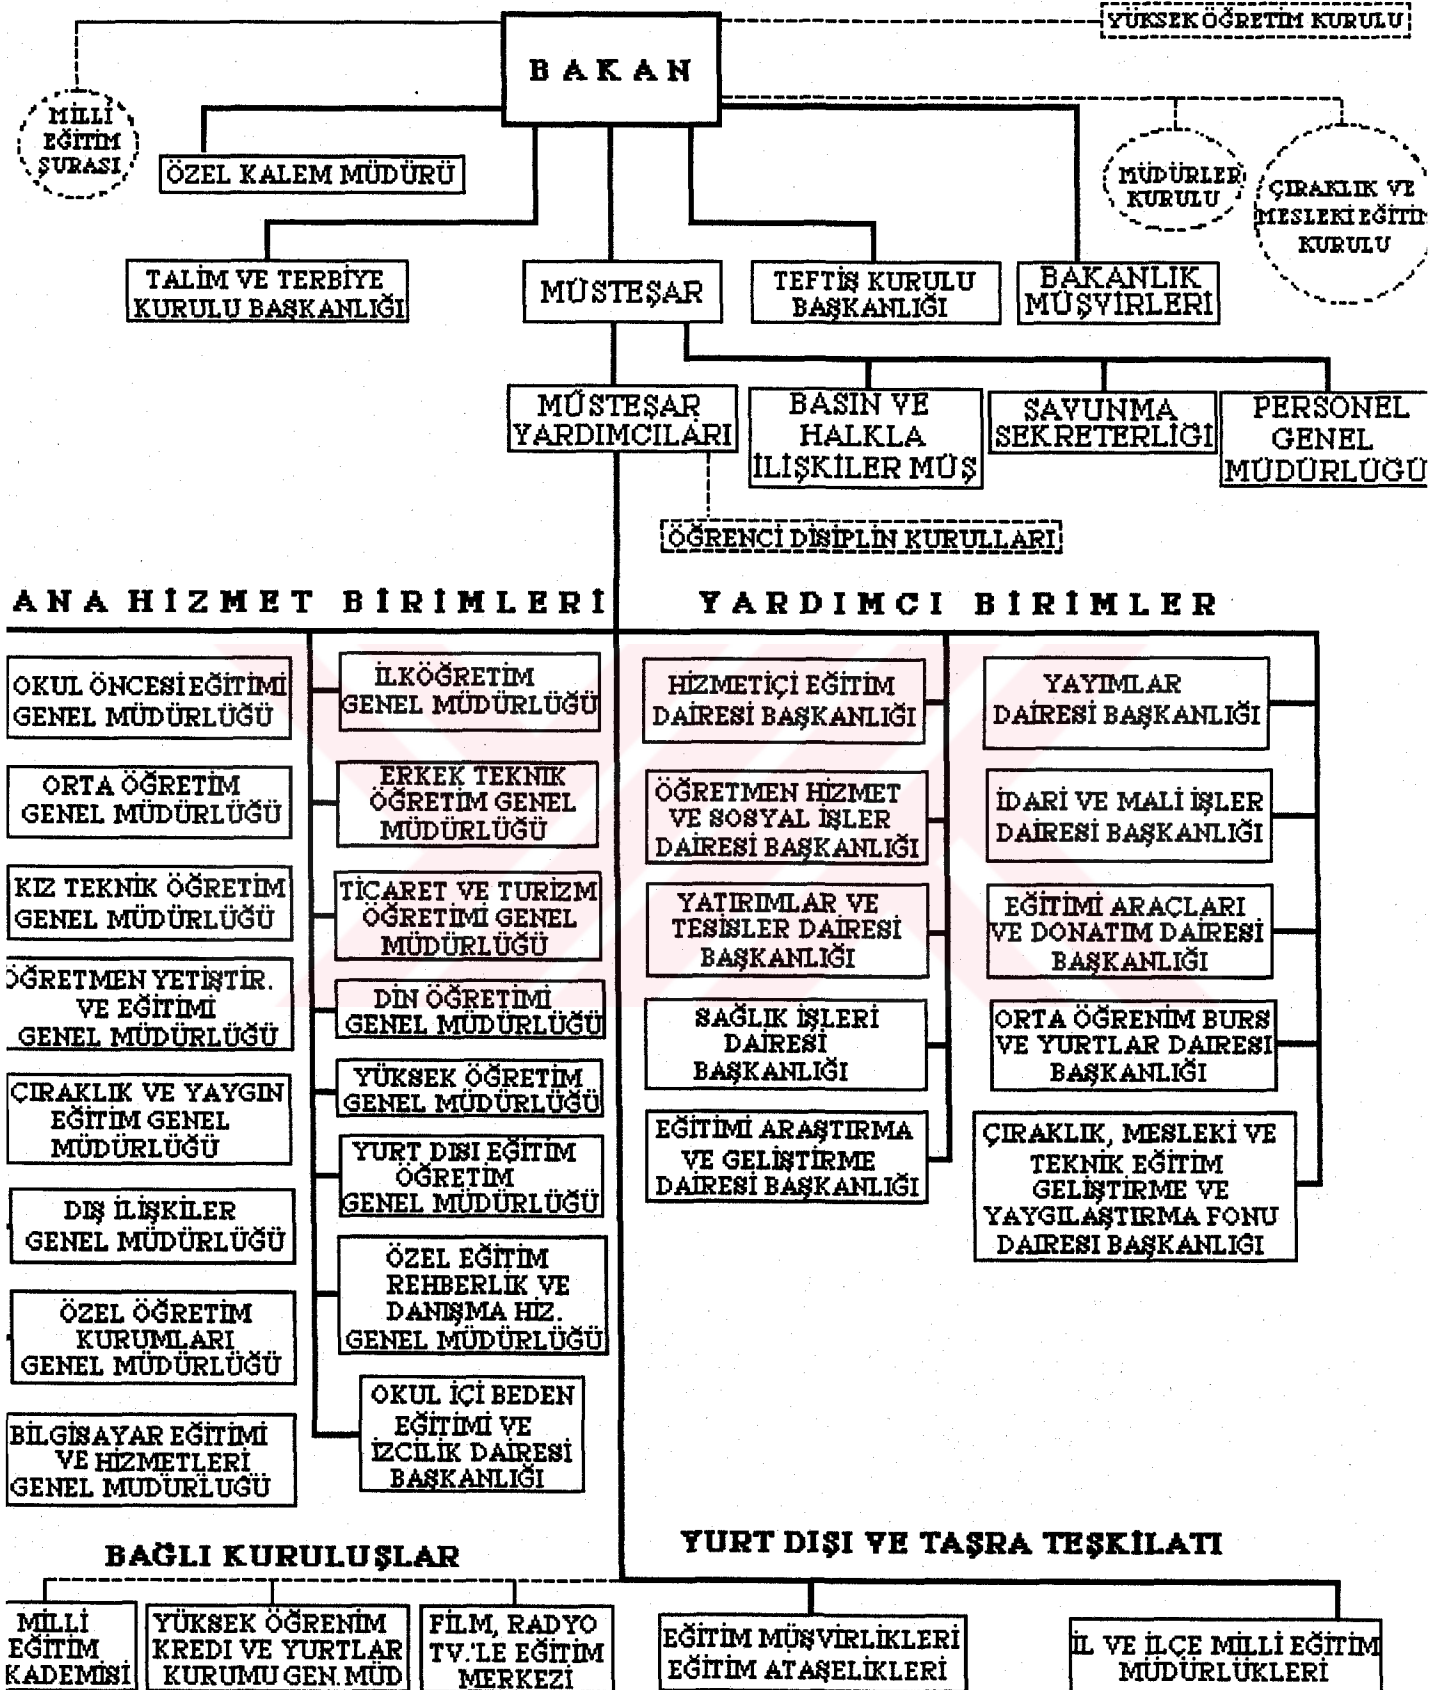 YÜKSEK ÖĞRETİM KURULU
BAKAN
MİLLİ
EĞİTİM
ŞURASI
ÖZEL KALEM MÜDÜRÜ
MÜDÜRLER
KURULU
ÇIRAKLIK VE
MESLEKİ EĞİTİM
KURULU
TALİM VE TERBİYE
KURULU BAŞKANLIĞI
MÜSTEŞAR
TEFTİŞ KURULU
BAŞKANLIĞI
BAKANLIK
MÜŞVİRLERİ
MÜSTEŞAR
YARDIMCILARI
BASIN VE
HALKLA
İLİŞKİLER MÜŞ
SAVUNMA
SEKRETERLİĞİ
PERSONEL
GENEL
MÜDÜRLÜĞÜ
ÖĞRENCİ DİSİPLİN KURULLARI
ANA HİZMET BİRİMLERİ
OKUL ÖNCESİ EĞİTİMİ
GENEL MÜDÜRLÜĞÜ
İLKÖĞRETİM
GENEL MÜDÜRLÜĞÜ
ORTA ÖĞRETİM
GENEL MÜDÜRLÜĞÜ
ERKEK TEKNİK
ÖĞRETİM GENEL
MÜDÜRLÜĞÜ
KIZ TEKNİK ÖĞRETİM
GENEL MÜDÜRLÜĞÜ
TİCARET VE TURİZM
ÖĞRETİMİ GENEL
MÜDÜRLÜĞÜ
ÖĞRETMEN YETİŞTİR.
VE EĞİTİMİ
GENEL MÜDÜRLÜĞÜ
DİN ÖĞRETİMİ
GENEL MÜDÜRLÜĞÜ
ÇIRAKLIK VE YAYGIN
EĞİTİM GENEL
MÜDÜRLÜĞÜ
YÜKSEK ÖĞRETİM
GENEL MÜDÜRLÜĞÜ
YURT DISI EĞİTİM
ÖĞRETİM
GENEL MÜDÜRLÜĞÜ
DIŞ İLİŞKİLER
GENEL MÜDÜRLÜĞÜ
ÖZEL EĞİTİM
REHBERLİK VE
DANIŞMA HİZ.
GENEL MÜDÜRLÜĞÜ
ÖZEL ÖĞRETİM
KURUMLARI
GENEL MÜDÜRLÜĞÜ
OKUL İÇİ BEDEN
EĞİTİMİ VE
İZCİLİK DAİRESİ
BAŞKANLIĞI
BİLGİSAYAR EĞİTİMİ
VE HİZMETLERİ
GENEL MUDÜRLUĞÜ
YARDIMCI BİRİMLER
HİZMETİÇİ EĞİTİM
DAİRESİ BAŞKANLIĞI
YAYIMLAR
DAİRESİ BAŞKANLIĞI
ÖĞRETMEN HİZMET
VE SOSYAL İŞLER
DAİRESİ BAŞKANLIĞI
İDARİ VE MALİ İŞLER
DAİRESİ BAŞKANLIĞI
YATIRIMLAR VE
TESİSLER DAİRESİ
BAŞKANLIĞI
EĞİTİMİ ARAÇLARI
VE DONATIM DAİRESİ
BAŞKANLIĞI
SAĞLIK İŞLERİ
DAİRESİ
BAŞKANLIĞI
ORTA ÖĞRENİM BURS
VE YURTLAR DAİRESI
BAŞKANLIĞI
EĞİTİMİ ARAŞTIRMA
VE GELİŞTİRME
DAİRESİ BAŞKANLIĞI
ÇIRAKLIK, MESLEKİ VE
TEKNİK EĞİTİM
GELİŞTİRME VE
YAYGILAŞTIRMA FONU
DAİRESI BAŞKANLIĞI
BAĞLI KURULUŞLAR
MİLLİ
EĞİTİM
KADEMİSİ
YÜKSEK ÖĞRENİM
KREDI VE YURTLAR
KURUMU GEN. MÜD
FİLM, RADYO
TV.'LE EĞİTİM
MERKEZİ
YURT DIŞI VE TAŞRA TEŞKİLATI
EĞİTİM MÜŞVİRLİKLERİ
EĞİTİM ATAŞELİKLERİ
İL VE İLÇE MİLLİ EĞİTİM
MÜDÜRLÜKLERİ